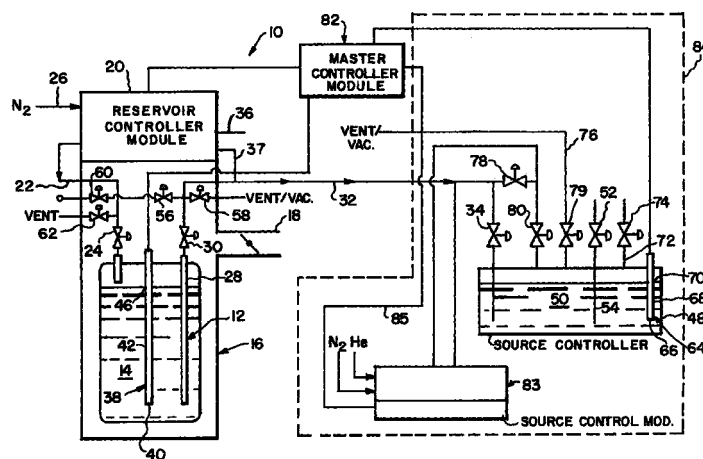 82
10
MASTER
CONTROLLER
MODULE
84
20
26
N2
RESERVOIR
CONTROLLER
MODULE
36
37
VENT/
VAC.
76
22
60
78
79
52
74
VENT
62
56
58
VENT/VAC.
32
34
80
18
24
30
72
28
70
46
12
50
68
85
54
48
42
16
SOURCE CONTROLLER
66
64
14
N2 He
38
83
40
SOURCE CONTROL MOD.